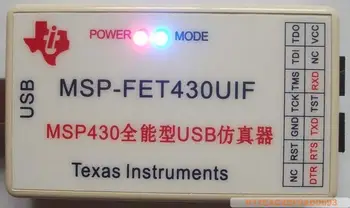 POWER MODE
USB
MSP-FET430UIF
MSP430全能型USB仿真器
Texas Instruments
NC RST GND TCK TMS TDI TDO
DTR RTS TXD TST RXD NC VCC